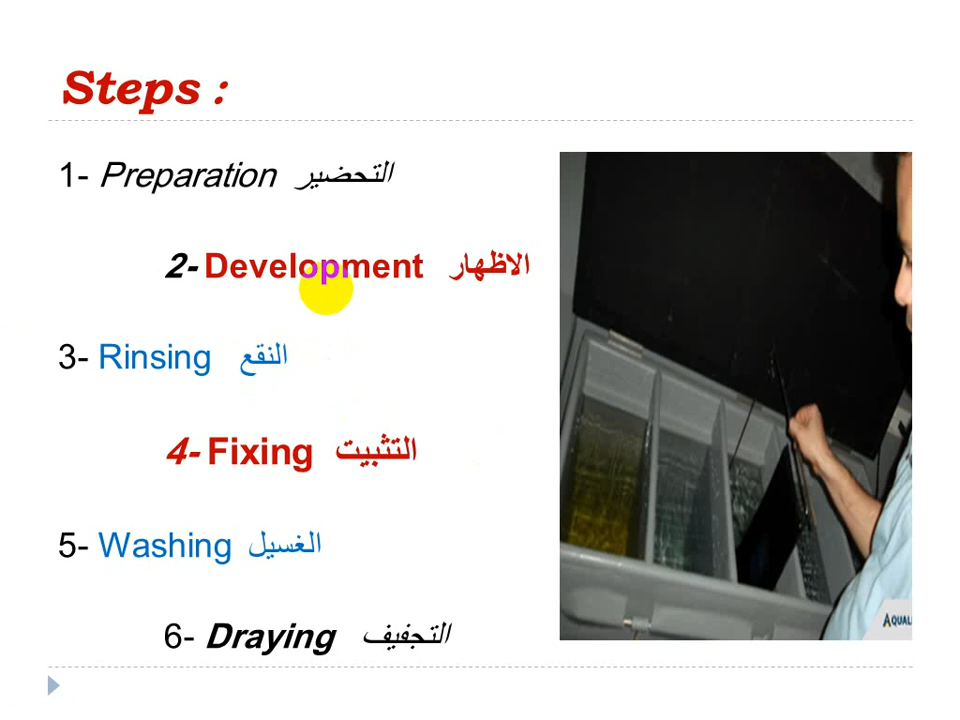 Steps :
1- Preparation التحضير
2- Development الاظهار
3- Rinsing النقع
4- Fixing التثبيت
5- Washing الغسيل
6- Draying التجفيف